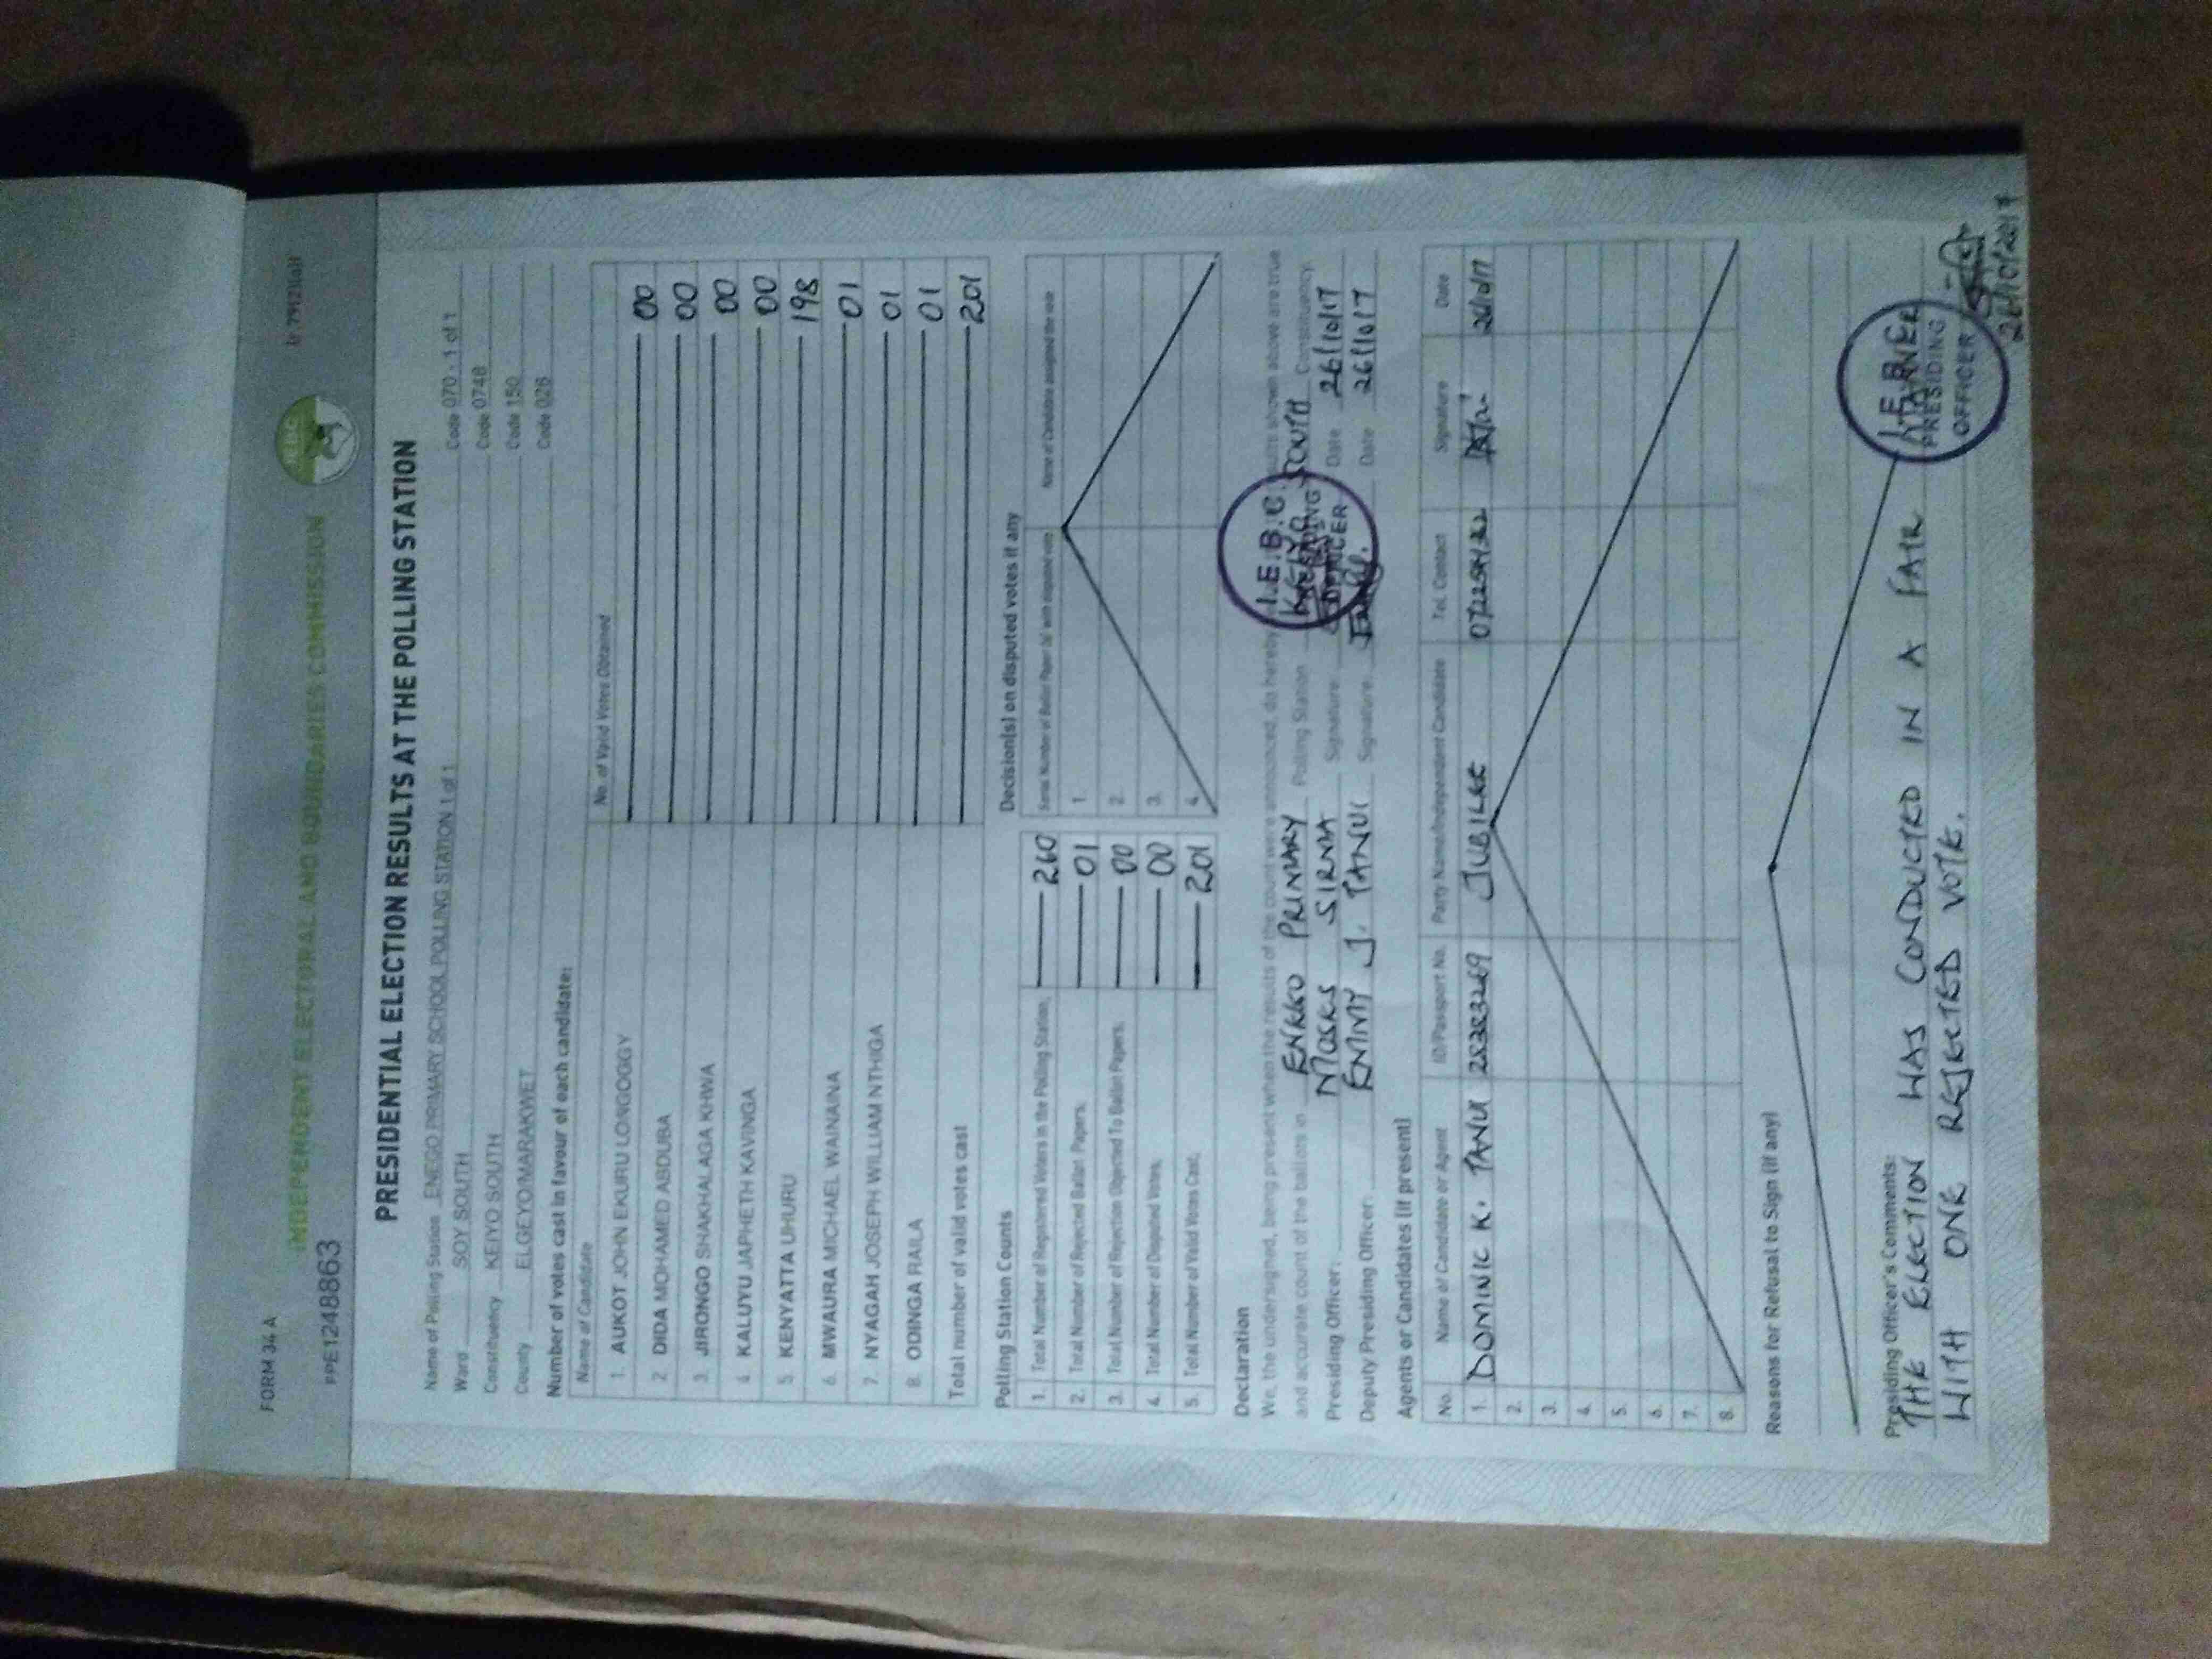 FORM 34 A
INDEPENDENT ELECTORAL AND BOUNDARIES COMMISSION
PPE1248863
PRESIDENTIAL ELECTION RESULTS AT THE POLLING STATION
Name of Polling Station ENEGO PRIMARY SCHOOL POLLING STATION 1 of 1 Code 070 - 1 of 1
Ward SOY SOUTH Code 0748
Constituency KEIYO SOUTH Code 150
County ELGEYO/MARAKWET Code 028
Number of votes cast in favour of each candidate:
Name of Candidate No. of Valid Votes Obtained
1. AUKOT JOHN EKURU LONGOGGY 00
2 DIDA MOHAMED ABDUBA 00
3. JIRONGO SHAKHALAGA KHWA 00
4. KALUYU JAPHETH KAVINGA 00
5 KENYATTA UHURU 198
6. MWAURA MICHAEL WAINAINA 01
7. NYAGAH JOSEPH WILLIAM NTHIGA 01
8. ODINGA RAILA 01
Total number of valid votes cast 201
Polling Station Counts
1. Total Number of Registered Voters in the Polling Station. 260
2. Total Number of Rejected Ballot Papers. 01
3. Total Number of Rejection Objected To Ballot Papers. 00
4. Total Number of Disputed Votes. 00
5. Total Number of Valid Votes Cast. 201
Decision(s) on disputed votes if any
Serial Number of Ballot Paper (s) with disputed vote Name of Candidate assigned the vote
1.
2.
3.
4.
Declaration
We, the undersigned, being present when the results of the count were announced, do hereby shown above are true
and accurate count of the ballots in ENEGO PRIMARY Polling Station KEIYO SOUTH Constituency.
Presiding Officer: MOSES SIRMA Signature: Date 26/10/17
Deputy Presiding Officer: EMMY J. TANUI Signature: Date 26/10/17
I.E.B.C.
PRESIDING
OFFICER
Agents or Candidates (if present)
No. Name of Candidate or Agent ID/Passport No. Party Name/Independent Candidate Tel. Contact Signature Date
1. DOMINIC K. TANUI 28383269 JUBILEE 26/10/17
2.
3.
4.
5.
6.
7.
8.
Reasons for Refusal to Sign (if any)
Presiding Officer's Comments:
THE ELECTION WAS CONDUCTED IN A FAIR
WITH ONE REJECTED VOTE.
PRESIDING
OFFICER
26/10/2017